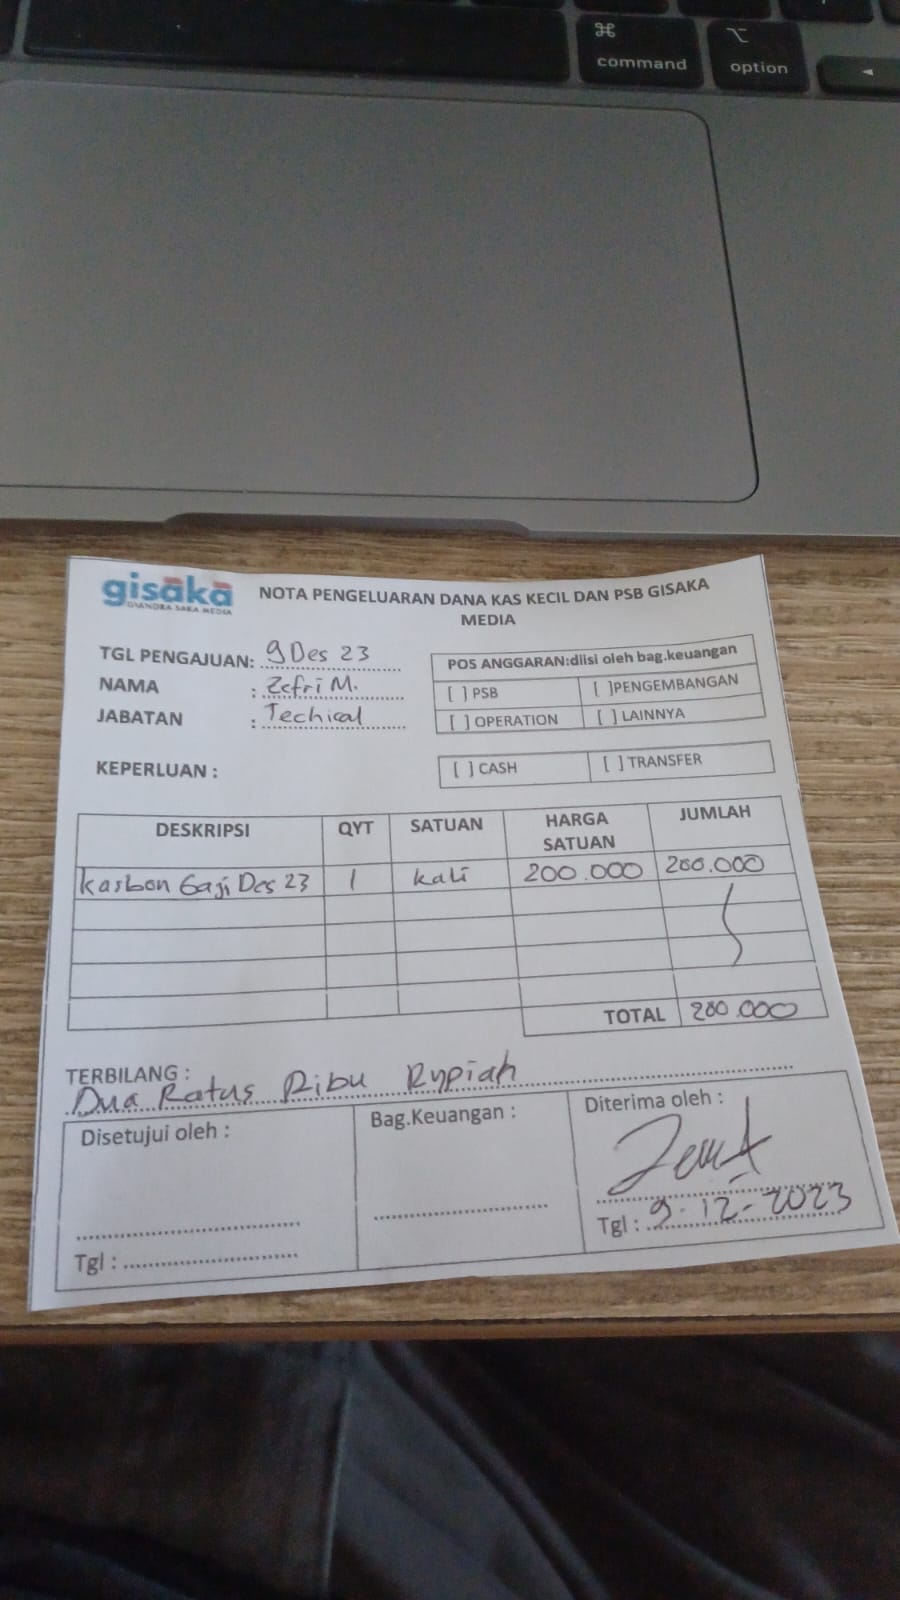 command
option
gisaka
GIANDRA SAKA MEDIA
NOTA PENGELUARAN DANA KAS KECIL DAN PSB GISAKA
MEDIA
TGL PENGAJUAN: 9 Des 23
NAMA : Zefri M.
JABATAN : Techical
POS ANGGARAN:diisi oleh bag.keuangan
[ ] PSB [ ]PENGEMBANGAN
[ ] OPERATION [ ] LAINNYA
KEPERLUAN :
[ ] CASH [ ] TRANSFER
DESKRIPSI QYT SATUAN HARGA SATUAN JUMLAH
Kasbon Gaji Des 23 1 kali 200.000 200.000
TOTAL 200.000
TERBILANG :
Dua Ratus Ribu Rupiah
Disetujui oleh : Bag.Keuangan : Diterima oleh :
Tgl : Tgl : 9-12-2023